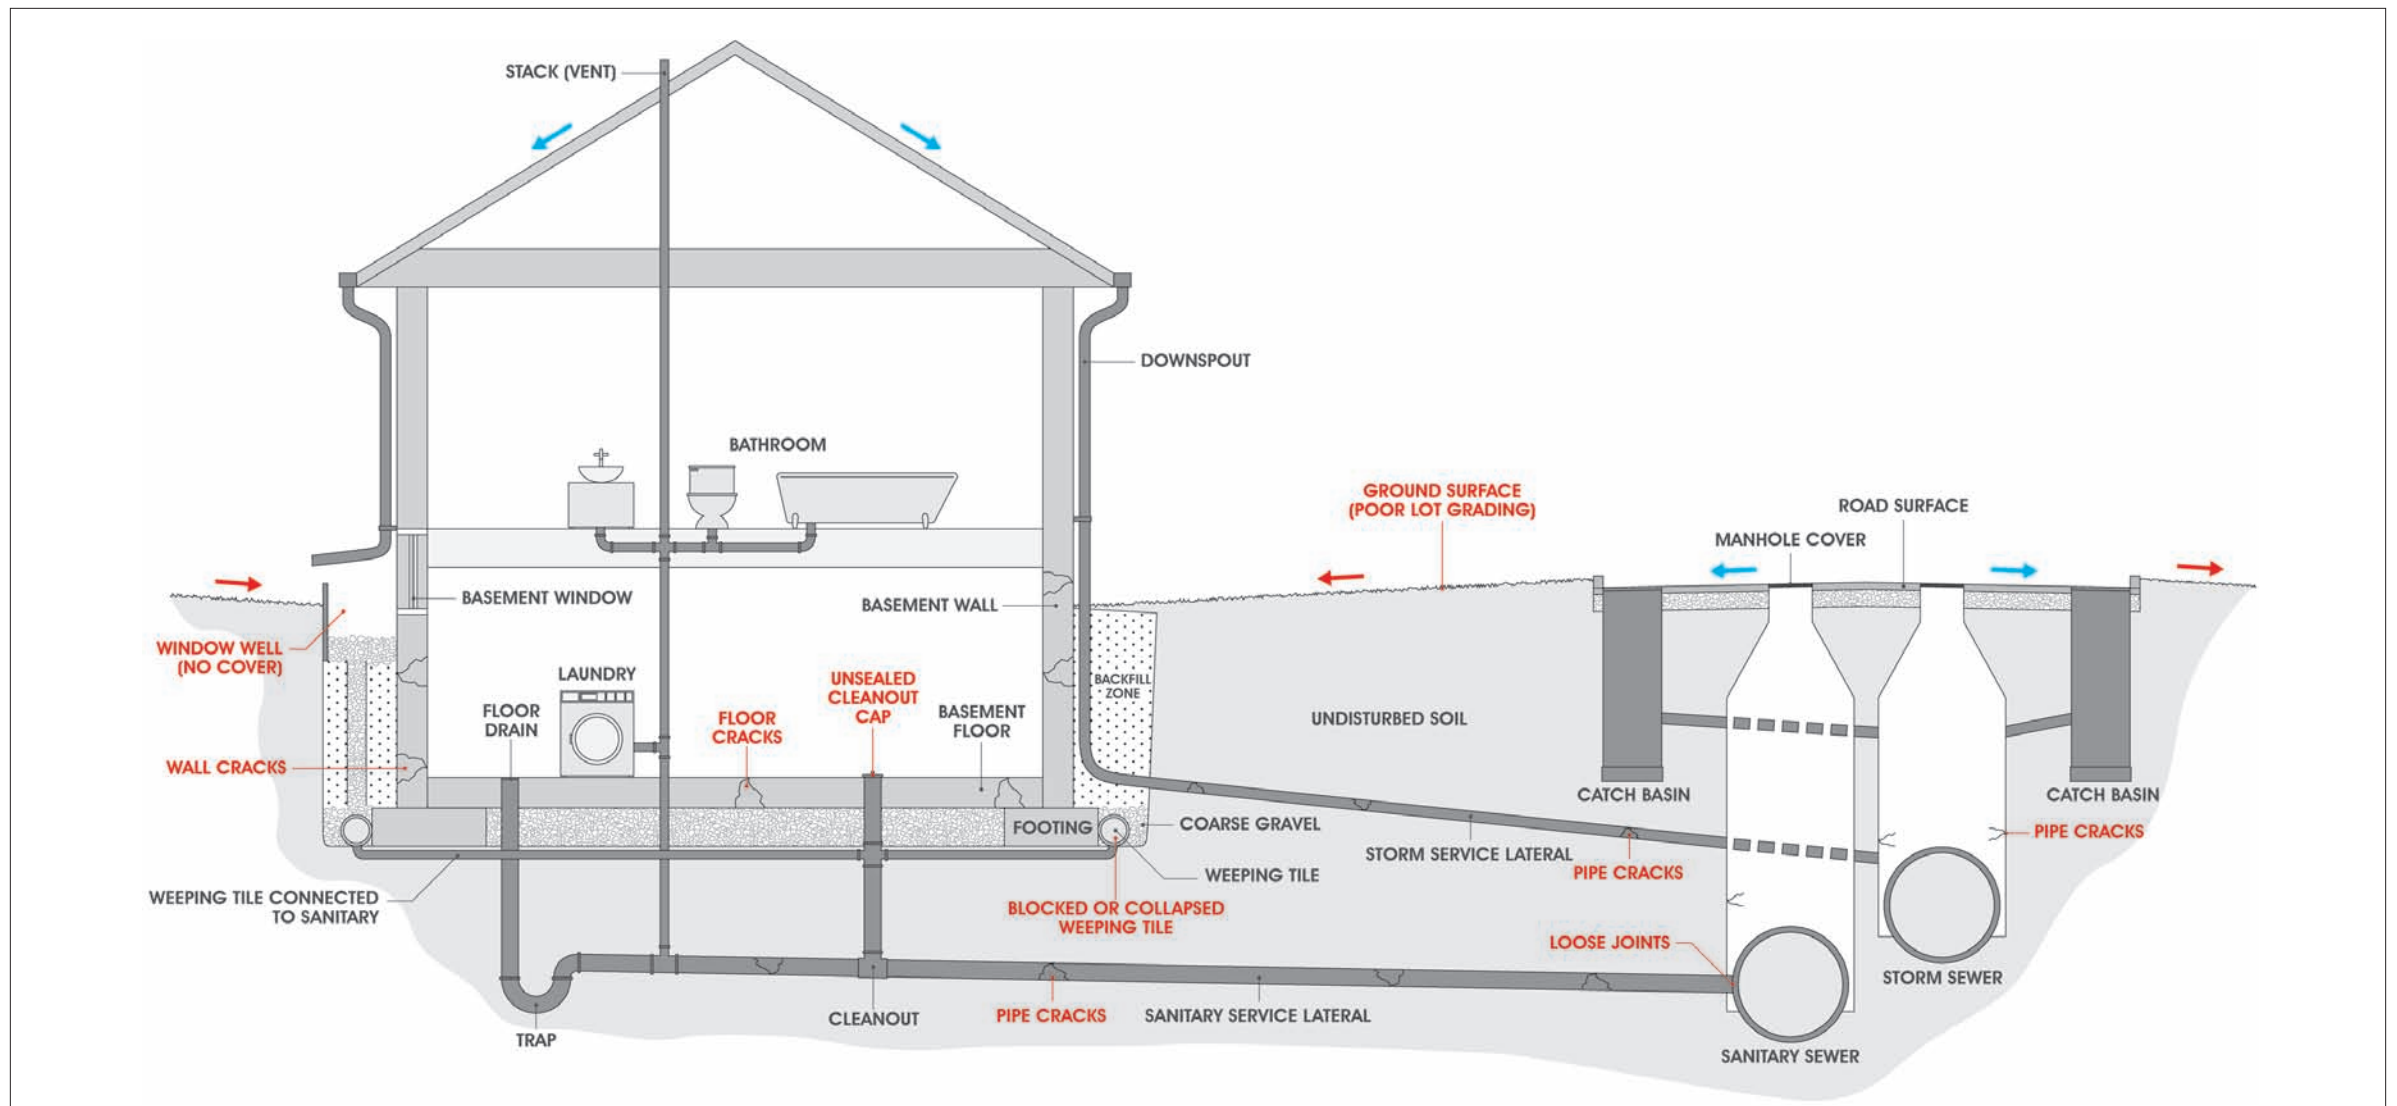 STACK (VENT)
DOWNSPOUT
BATHROOM
GROUND SURFACE
(POOR LOT GRADING)
ROAD SURFACE
MANHOLE COVER
BASEMENT WINDOW
BASEMENT WALL
WINDOW WELL
(NO COVER)
LAUNDRY
UNSEALED
CLEANOUT
CAP
BACKFILL
ZONE
FLOOR
DRAIN
FLOOR
CRACKS
BASEMENT
FLOOR
UNDISTURBED SOIL
WALL CRACKS
CATCH BASIN
CATCH BASIN
FOOTING
COARSE GRAVEL
STORM SERVICE LATERAL
PIPE CRACKS
PIPE CRACKS
WEEPING TILE
WEEPING TILE CONNECTED
TO SANITARY
BLOCKED OR COLLAPSED
WEEPING TILE
LOOSE JOINTS
STORM SEWER
CLEANOUT
PIPE CRACKS
SANITARY SERVICE LATERAL
TRAP
SANITARY SEWER